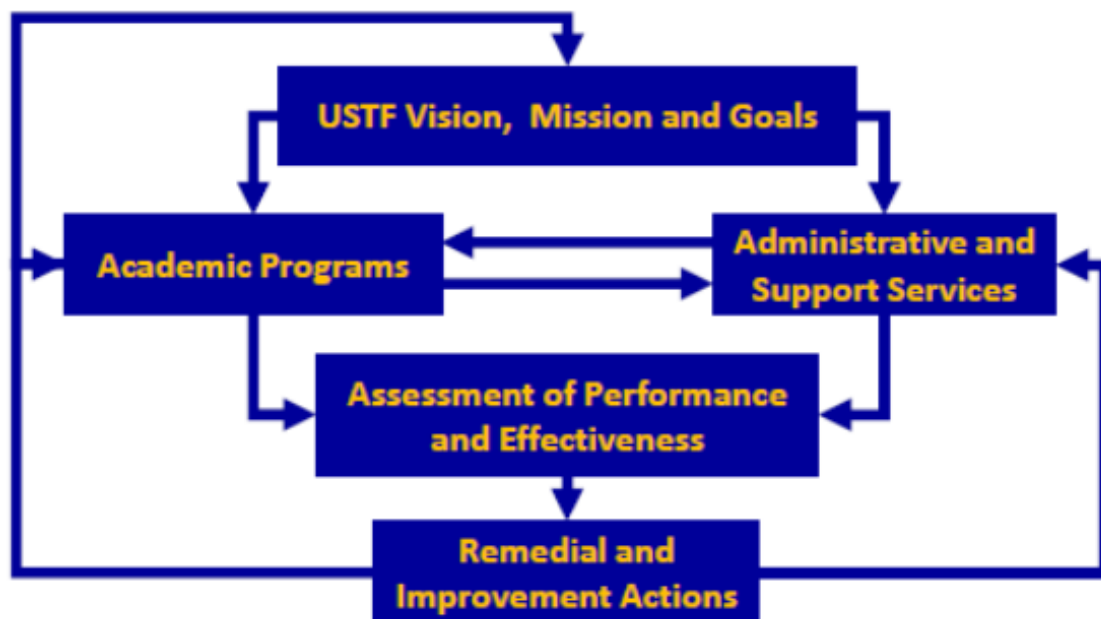 USTF Vision, Mission and Goals
Academic Programs
Administrative and
Support Services
Assessment of Performance
and Effectiveness
Remedial and
Improvement Actions